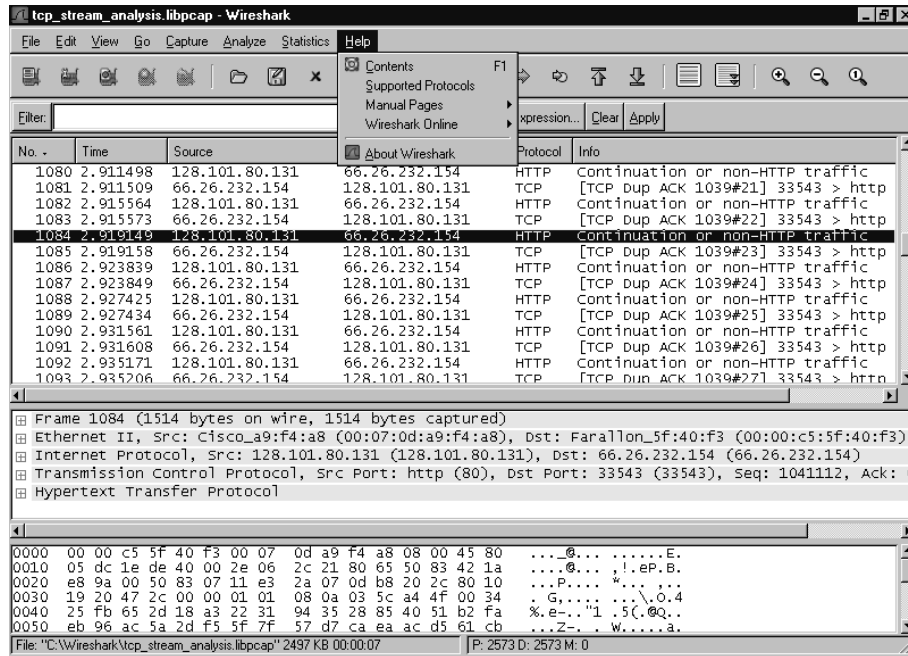 tcp_stream_analysis.libpcap - Wireshark
File Edit View Go Capture Analyze Statistics Help
Contents F1
Supported Protocols
Manual Pages
Wireshark Online
About Wireshark
Filter: xpression... Clear Apply
No. - Time Source Protocol Info
1080 2.911498 128.101.80.131 66.26.232.154 HTTP Continuation or non-HTTP traffic
1081 2.911509 66.26.232.154 128.101.80.131 TCP [TCP Dup ACK 1039#21] 33543 > http
1082 2.915564 128.101.80.131 66.26.232.154 HTTP Continuation or non-HTTP traffic
1083 2.915573 66.26.232.154 128.101.80.131 TCP [TCP Dup ACK 1039#22] 33543 > http
1084 2.919149 128.101.80.131 66.26.232.154 HTTP Continuation or non-HTTP traffic
1085 2.919158 66.26.232.154 128.101.80.131 TCP [TCP Dup ACK 1039#23] 33543 > http
1086 2.923839 128.101.80.131 66.26.232.154 HTTP Continuation or non-HTTP traffic
1087 2.923849 66.26.232.154 128.101.80.131 TCP [TCP Dup ACK 1039#24] 33543 > http
1088 2.927425 128.101.80.131 66.26.232.154 HTTP Continuation or non-HTTP traffic
1089 2.927434 66.26.232.154 128.101.80.131 TCP [TCP Dup ACK 1039#25] 33543 > http
1090 2.931561 128.101.80.131 66.26.232.154 HTTP Continuation or non-HTTP traffic
1091 2.931608 66.26.232.154 128.101.80.131 TCP [TCP Dup ACK 1039#26] 33543 > http
1092 2.935171 128.101.80.131 66.26.232.154 HTTP Continuation or non-HTTP traffic
1093 2.935206 66.26.232.154 128.101.80.131 TCP [TCP Dup ACK 1039#27] 33543 > http
Frame 1084 (1514 bytes on wire, 1514 bytes captured)
Ethernet II, Src: Cisco_a9:f4:a8 (00:07:0d:a9:f4:a8), Dst: Farallon_5f:40:f3 (00:00:c5:5f:40:f3)
Internet Protocol, Src: 128.101.80.131 (128.101.80.131), Dst: 66.26.232.154 (66.26.232.154)
Transmission Control Protocol, Src Port: http (80), Dst Port: 33543 (33543), Seq: 1041112, Ack:
Hypertext Transfer Protocol
0000 00 00 c5 5f 40 f3 00 07 0d a9 f4 a8 08 00 45 80 ..._@... ......E.
0010 05 dc 1e de 40 00 2e 06 2c 21 80 65 50 83 42 1a ....@... ,!.eP.B.
0020 e8 9a 00 50 83 07 11 e3 2a 07 0d b8 20 2c 80 10 ...P.... *... ,...
0030 19 20 47 2c 00 00 01 01 08 0a 03 5c a4 4f 00 34 . G,.... ...\.O.4
0040 25 fb 65 2d 18 a3 22 31 94 35 28 85 40 51 b2 fa %.e-.."1 .5(.@Q..
0050 eb 96 ac 5a 2d f5 5f 7f 57 d7 ca ea ac d5 61 cb ...Z-. . W.....a.
File: "C:\Wireshark\tcp_stream_analysis.libpcap" 2497 KB 00:00:07 P: 2573 D: 2573 M: 0